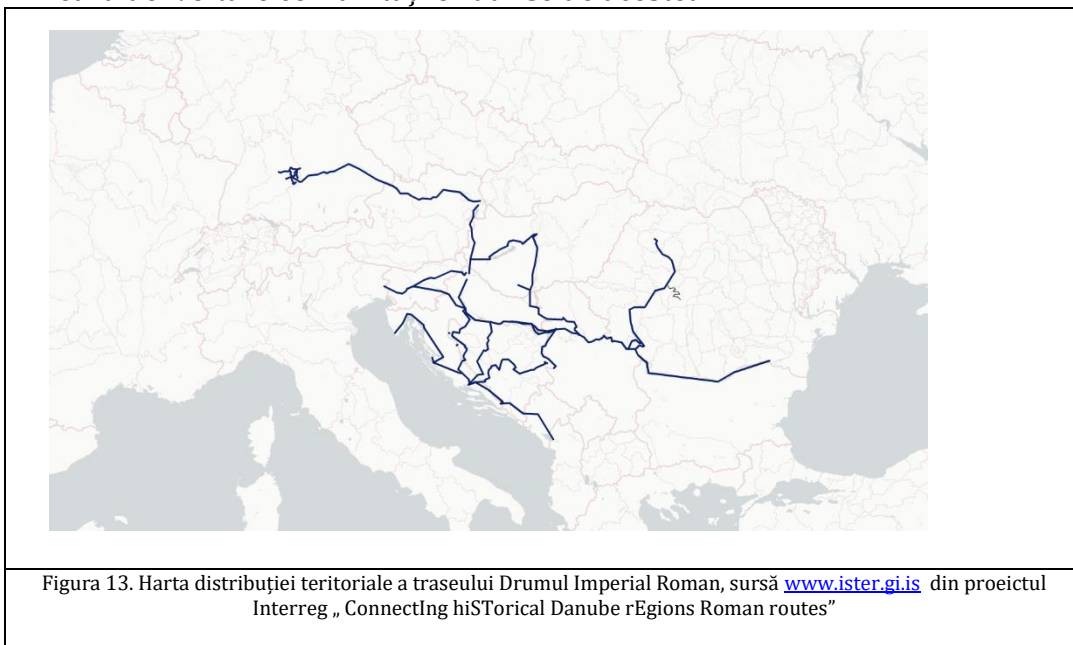 Figura 13. Harta distribuției teritoriale a traseului Drumul Imperial Roman, sursă www.ister.gi.is din proeictul
Interreg „ ConnectIng hiSTorical Danube rEgions Roman routes”